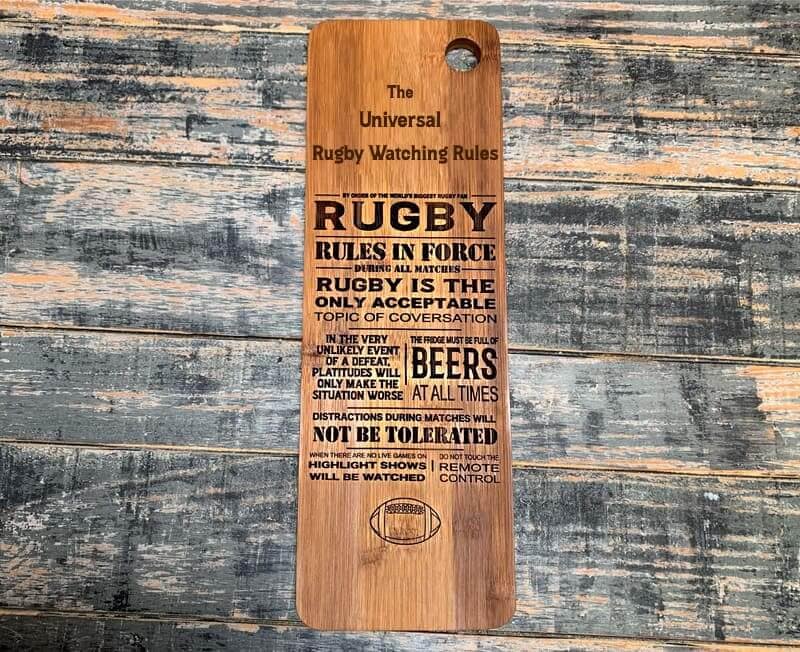 The
Universal
Rugby Watching Rules
BY ORDER OF THE WORLD'S BIGGEST RUGBY FAN
RUGBY
RULES IN FORCE
DURING ALL MATCHES
RUGBY IS THE
ONLY ACCEPTABLE
TOPIC OF COVERSATION
IN THE VERY
UNLIKELY EVENT
OF A DEFEAT,
PLATITUDES WILL
ONLY MAKE THE
SITUATION WORSE
THE FRIDGE MUST BE FULL OF
BEERS
AT ALL TIMES
DISTRACTIONS DURING MATCHES WILL
NOT BE TOLERATED
WHEN THERE ARE NO LIVE GAMES ON
HIGHLIGHT SHOWS
WILL BE WATCHED
DO NOT TOUCH THE
REMOTE
CONTROL